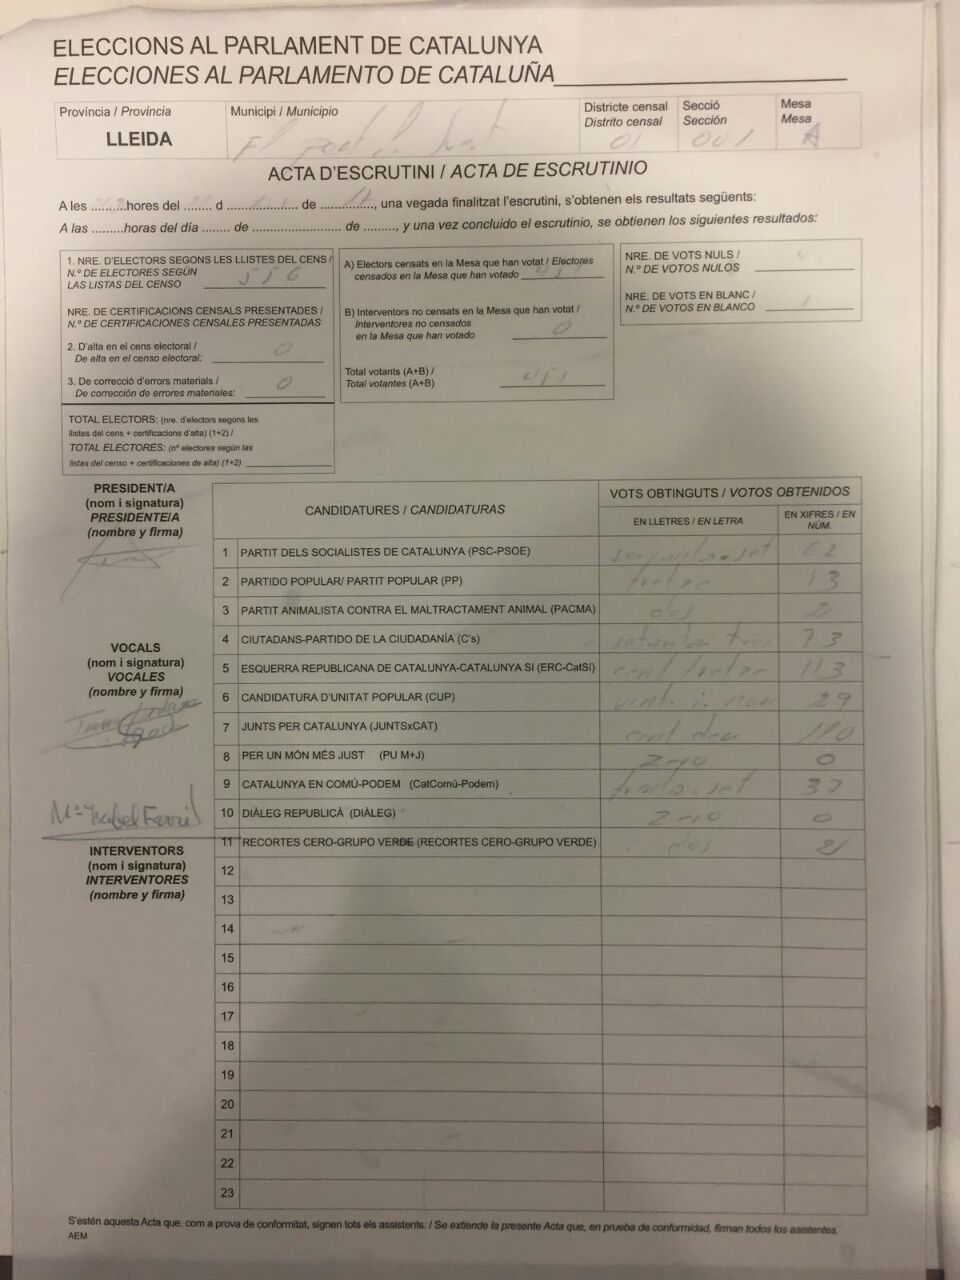 ELECCIONS AL PARLAMENT DE CATALUNYA
ELECCIONES AL PARLAMENTO DE CATALUÑA
Província / Provincia
LLEIDA
Municipi / Municipio
El
Districte censal
Distrito censal
01
Secció
Sección
001
Mesa
Mesa
A
ACTA D'ESCRUTINI / ACTA DE ESCRUTINIO
A les .........hores del ........ d .................... de 17, una vegada finalitzat l'escrutini, s'obtenen els resultats següents:
A las .........horas del día ....... de ......................... de ........., y una vez concluido el escrutinio, se obtienen los siguientes resultados:
1. NRE. D'ELECTORS SEGONS LES LLISTES DEL CENS /
N.º DE ELECTORES SEGÚN
LAS LISTAS DEL CENSO 556
NRE. DE CERTIFICACIONS CENSALS PRESENTADES /
N.º DE CERTIFICACIONES CENSALES PRESENTADAS
2. D'alta en el cens electoral /
De alta en el censo electoral: 0
3. De correcció d'errors materials /
De corrección de errores materiales: 0
TOTAL ELECTORS: (nre. d'electors segons les
llistes del cens + certificacions d'alta) (1+2) /
TOTAL ELECTORES: (nº electores según las
listas del censo + certificaciones de alta) (1+2)
A) Electors censats en la Mesa que han votat / Electores
censados en la Mesa que han votado
B) Interventors no censats en la Mesa que han votat /
Interventores no censados
en la Mesa que han votado 0
Total votants (A+B) /
Total votantes (A+B)
NRE. DE VOTS NULS /
N.º DE VOTOS NULOS
NRE. DE VOTS EN BLANC /
N.º DE VOTOS EN BLANCO 1
PRESIDENT/A
(nom i signatura)
PRESIDENTE/A
(nombre y firma)
VOCALS
(nom i signatura)
VOCALES
(nombre y firma)
Mª Isabel Farré
INTERVENTORS
(nom i signatura)
INTERVENTORES
(nombre y firma)
CANDIDATURES / CANDIDATURAS
VOTS OBTINGUTS / VOTOS OBTENIDOS
EN LLETRES / EN LETRA
EN XIFRES / EN
NÚM.
1 PARTIT DELS SOCIALISTES DE CATALUNYA (PSC-PSOE)
2 PARTIDO POPULAR/ PARTIT POPULAR (PP) tretze 13
3 PARTIT ANIMALISTA CONTRA EL MALTRACTAMENT ANIMAL (PACMA) dos 2
4 CIUTADANS-PARTIDO DE LA CIUDADANÍA (C's) setanta tres 73
5 ESQUERRA REPUBLICANA DE CATALUNYA-CATALUNYA SI (ERC-CatSí) cent tretze 113
6 CANDIDATURA D'UNITAT POPULAR (CUP) vint i nou 29
7 JUNTS PER CATALUNYA (JUNTSxCAT) cent deu 110
8 PER UN MÓN MÉS JUST (PU M+J) zero 0
9 CATALUNYA EN COMÚ-PODEM (CatComú-Podem) trenta-set 37
10 DIÀLEG REPUBLICÀ (DIÀLEG) zero 0
11 RECORTES CERO-GRUPO VERDE (RECORTES CERO-GRUPO VERDE) dos 2
12
13
14
15
16
17
18
19
20
21
22
23
S'estén aquesta Acta que, com a prova de conformitat, signen tots els assistents. / Se extiende la presente Acta que, en prueba de conformidad, firman todos los asistentes.
AEM